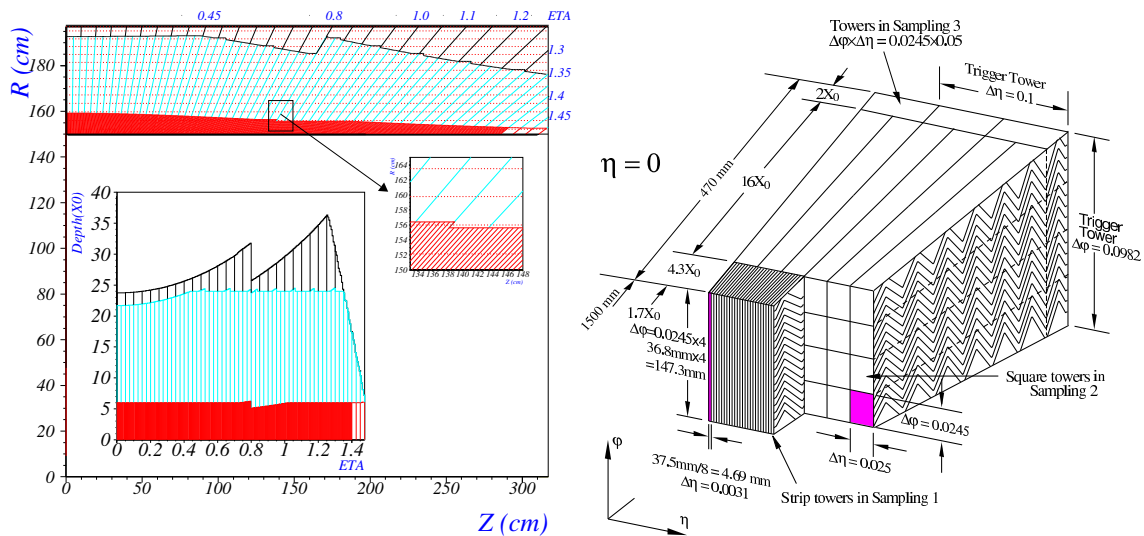 0.45 0.8 1.0 1.1 1.2 ETA
1.3
1.35
1.4
1.45
R (cm)
180
160
140
120
100
80
60
40
20
0
0 50 100 150 200 250 300
Z (cm)
164
162
160
158
156
154
152
150
R (cm)
134 136 138 140 142 144 146 148
Z (cm)
Depth(X0)
40
35
30
25
20
15
10
5
0
0 0.2 0.4 0.6 0.8 1 1.2 1.4
ETA
Towers in Sampling 3
Δφ×Δη = 0.0245×0.05
Trigger Tower
Δη = 0.1
2X0
η = 0
470 mm
16X0
Trigger
Tower
Δφ = 0.0982
4.3X0
1500 mm
1.7X0
Δφ=0.0245×4
36.8mm×4
=147.3mm
Square towers in
Sampling 2
Δφ = 0.0245
Δη = 0.025
37.5mm/8 = 4.69 mm
Δη = 0.0031
Strip towers in Sampling 1
φ
η